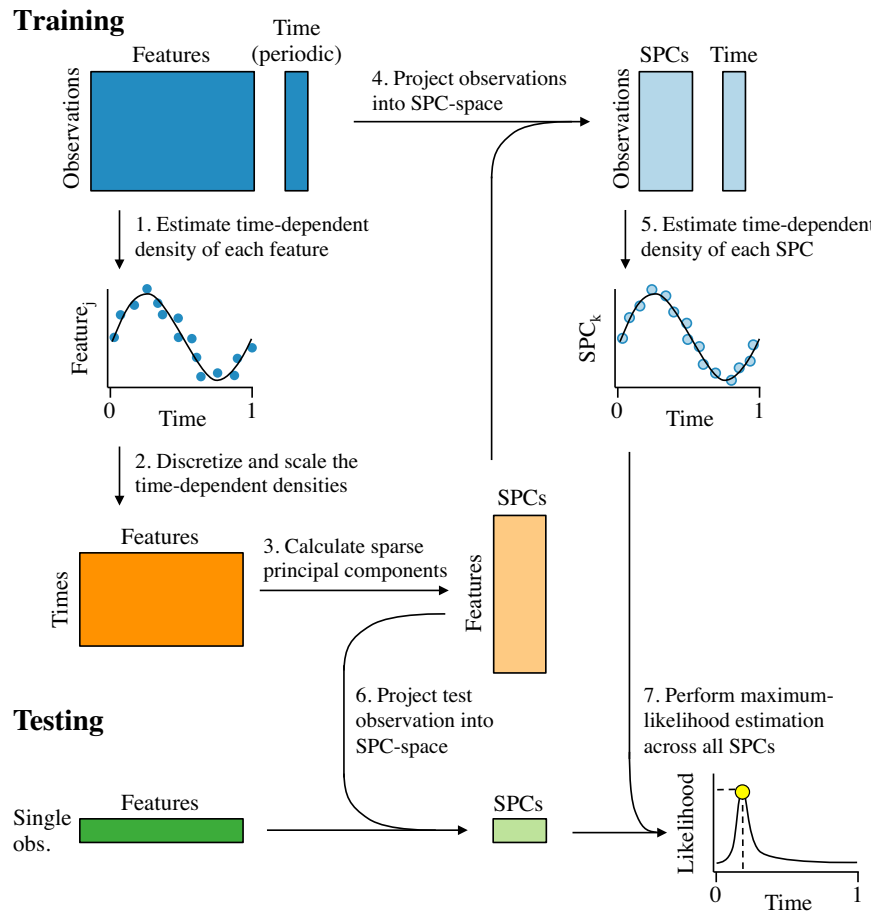 Training
Features
Time
(periodic)
Observations
4. Project observations
into SPC-space
SPCs
Time
Observations
1. Estimate time-dependent
density of each feature
5. Estimate time-dependent
density of each SPC
Featureⱼ
0
1
Time
SPCₖ
0
1
Time
2. Discretize and scale the
time-dependent densities
Features
Times
3. Calculate sparse
principal components
SPCs
Features
6. Project test
observation into
SPC-space
7. Perform maximum-
likelihood estimation
across all SPCs
Testing
Single
obs.
Features
SPCs
Likelihood
0
1
Time